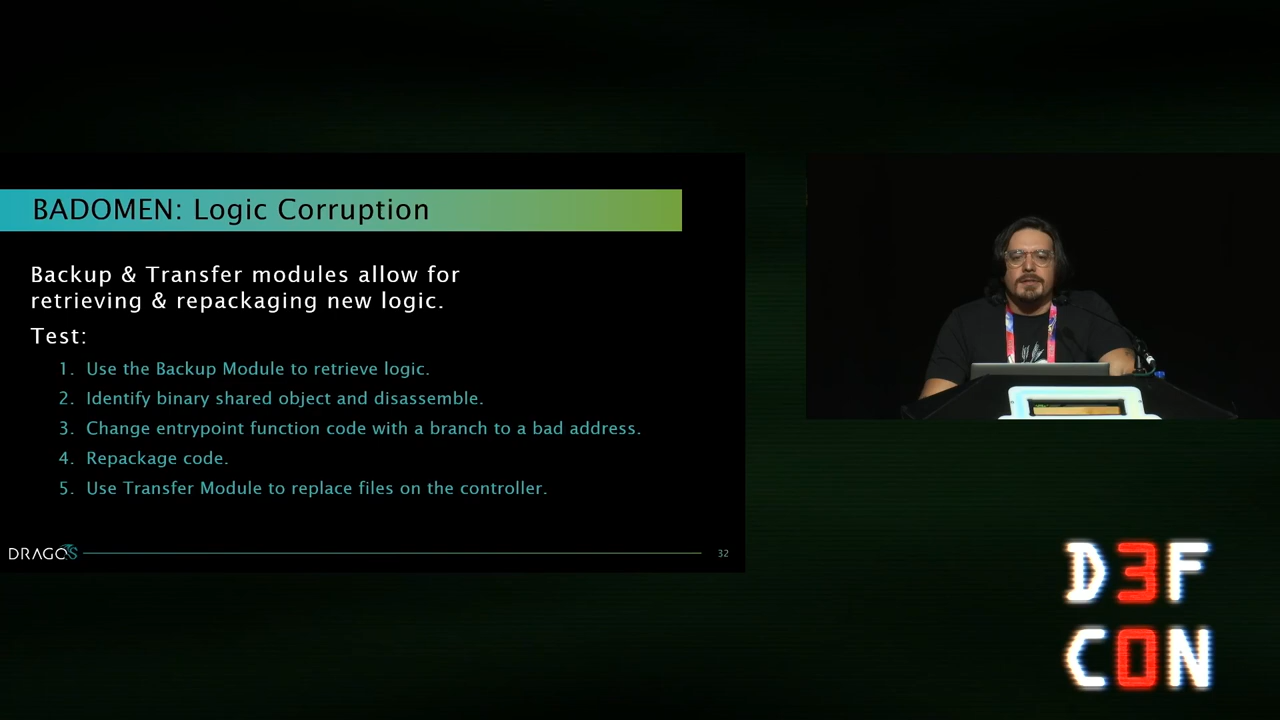 BADOMEN: Logic Corruption
Backup & Transfer modules allow for
retrieving & repackaging new logic.
Test:
1. Use the Backup Module to retrieve logic.
2. Identify binary shared object and disassemble.
3. Change entrypoint function code with a branch to a bad address.
4. Repackage code.
5. Use Transfer Module to replace files on the controller.
DRAGOS
32
D3F
C0N